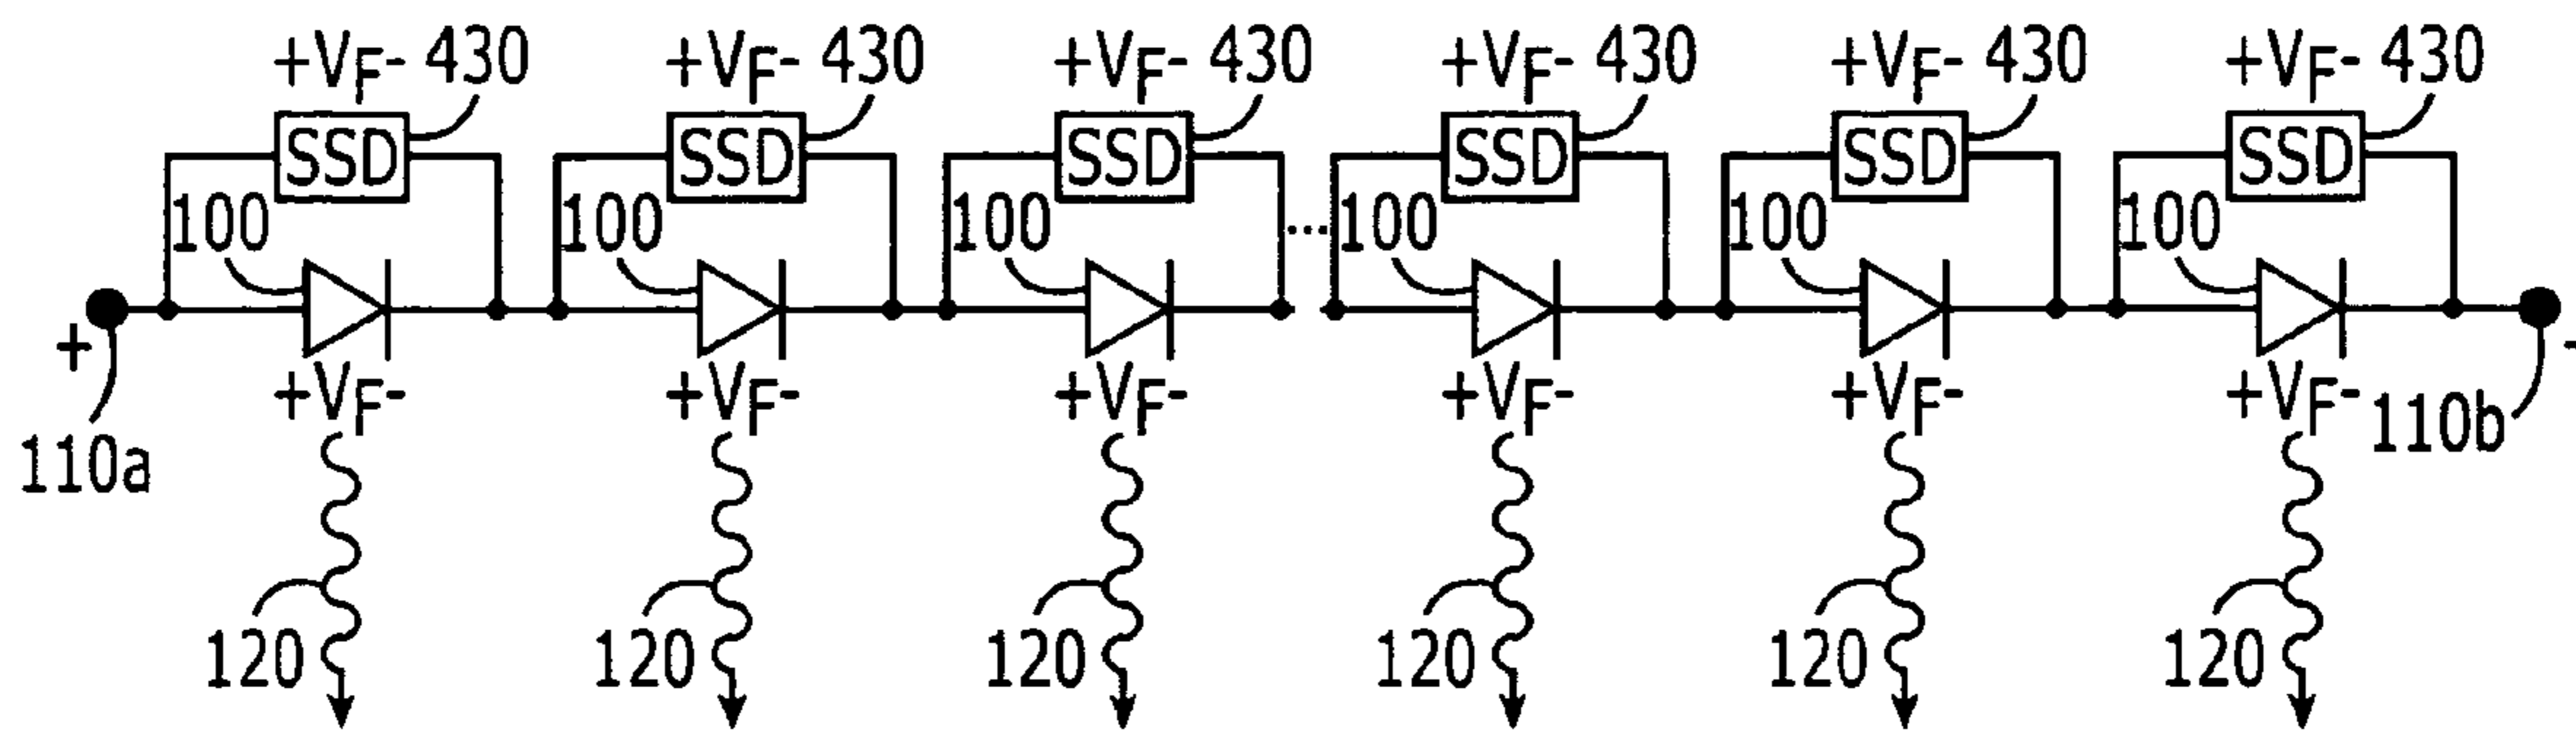 +VF- 430 +VF- 430 +VF- 430 +VF- 430 +VF- 430 +VF- 430
SSD SSD SSD SSD SSD SSD
100 100 100 ... 100 100 100
+ -
+VF- +VF- +VF- +VF- +VF- +VF- 110b
110a
120 120 120 120 120 120